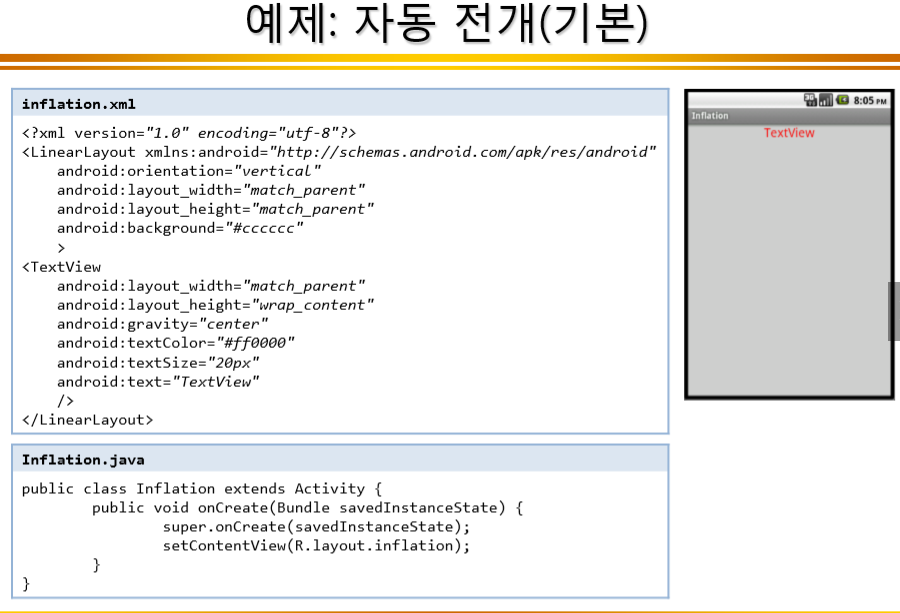 예제: 자동 전개(기본)
inflation.xml
<?xml version="1.0" encoding="utf-8"?>
<LinearLayout xmlns:android="http://schemas.android.com/apk/res/android"
    android:orientation="vertical"
    android:layout_width="match_parent"
    android:layout_height="match_parent"
    android:background="#cccccc"
    >
<TextView
    android:layout_width="match_parent"
    android:layout_height="wrap_content"
    android:gravity="center"
    android:textColor="#ff0000"
    android:textSize="20px"
    android:text="TextView"
    />
</LinearLayout>
3G 8:05 PM
Inflation
TextView
Inflation.java
public class Inflation extends Activity {
        public void onCreate(Bundle savedInstanceState) {
                super.onCreate(savedInstanceState);
                setContentView(R.layout.inflation);
        }
}